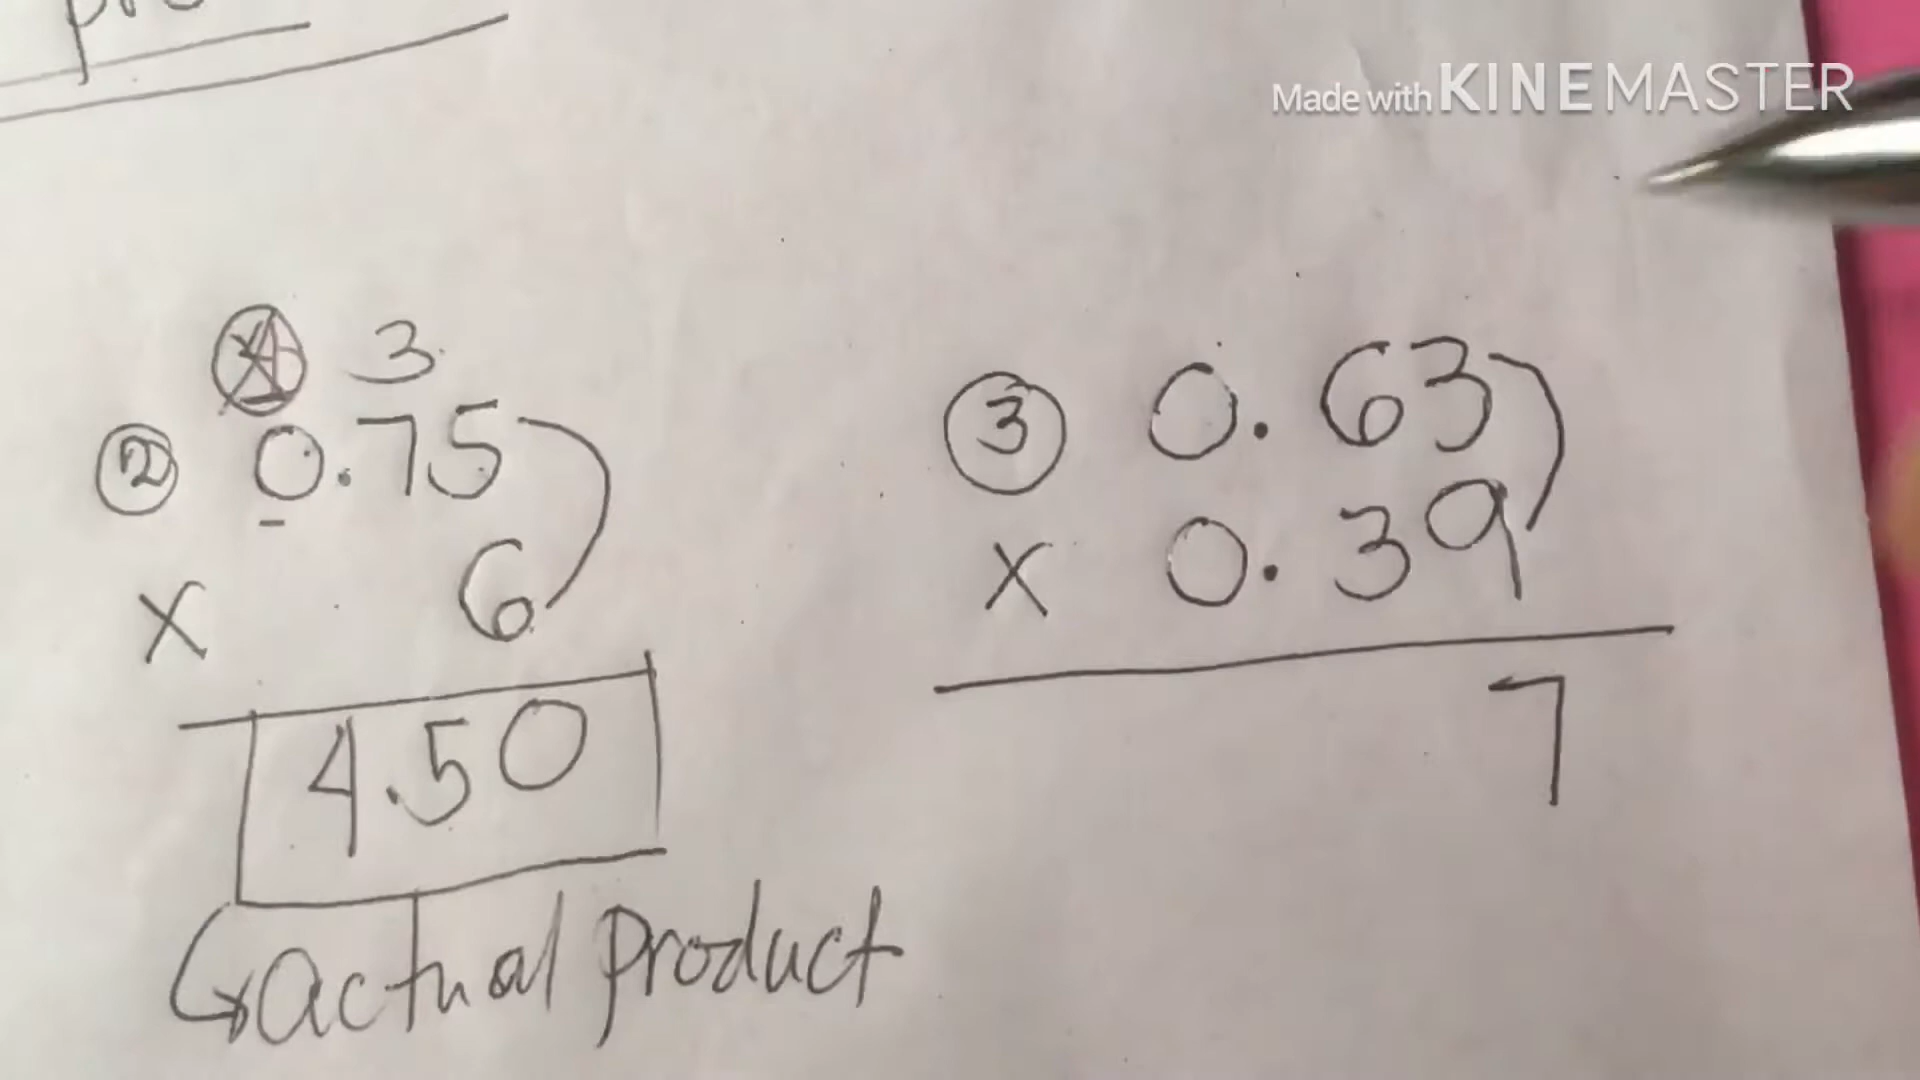 Made with KINEMASTER
3
② 0.75
x 6
4.50
actual product
③ 0.63
x 0.39
7